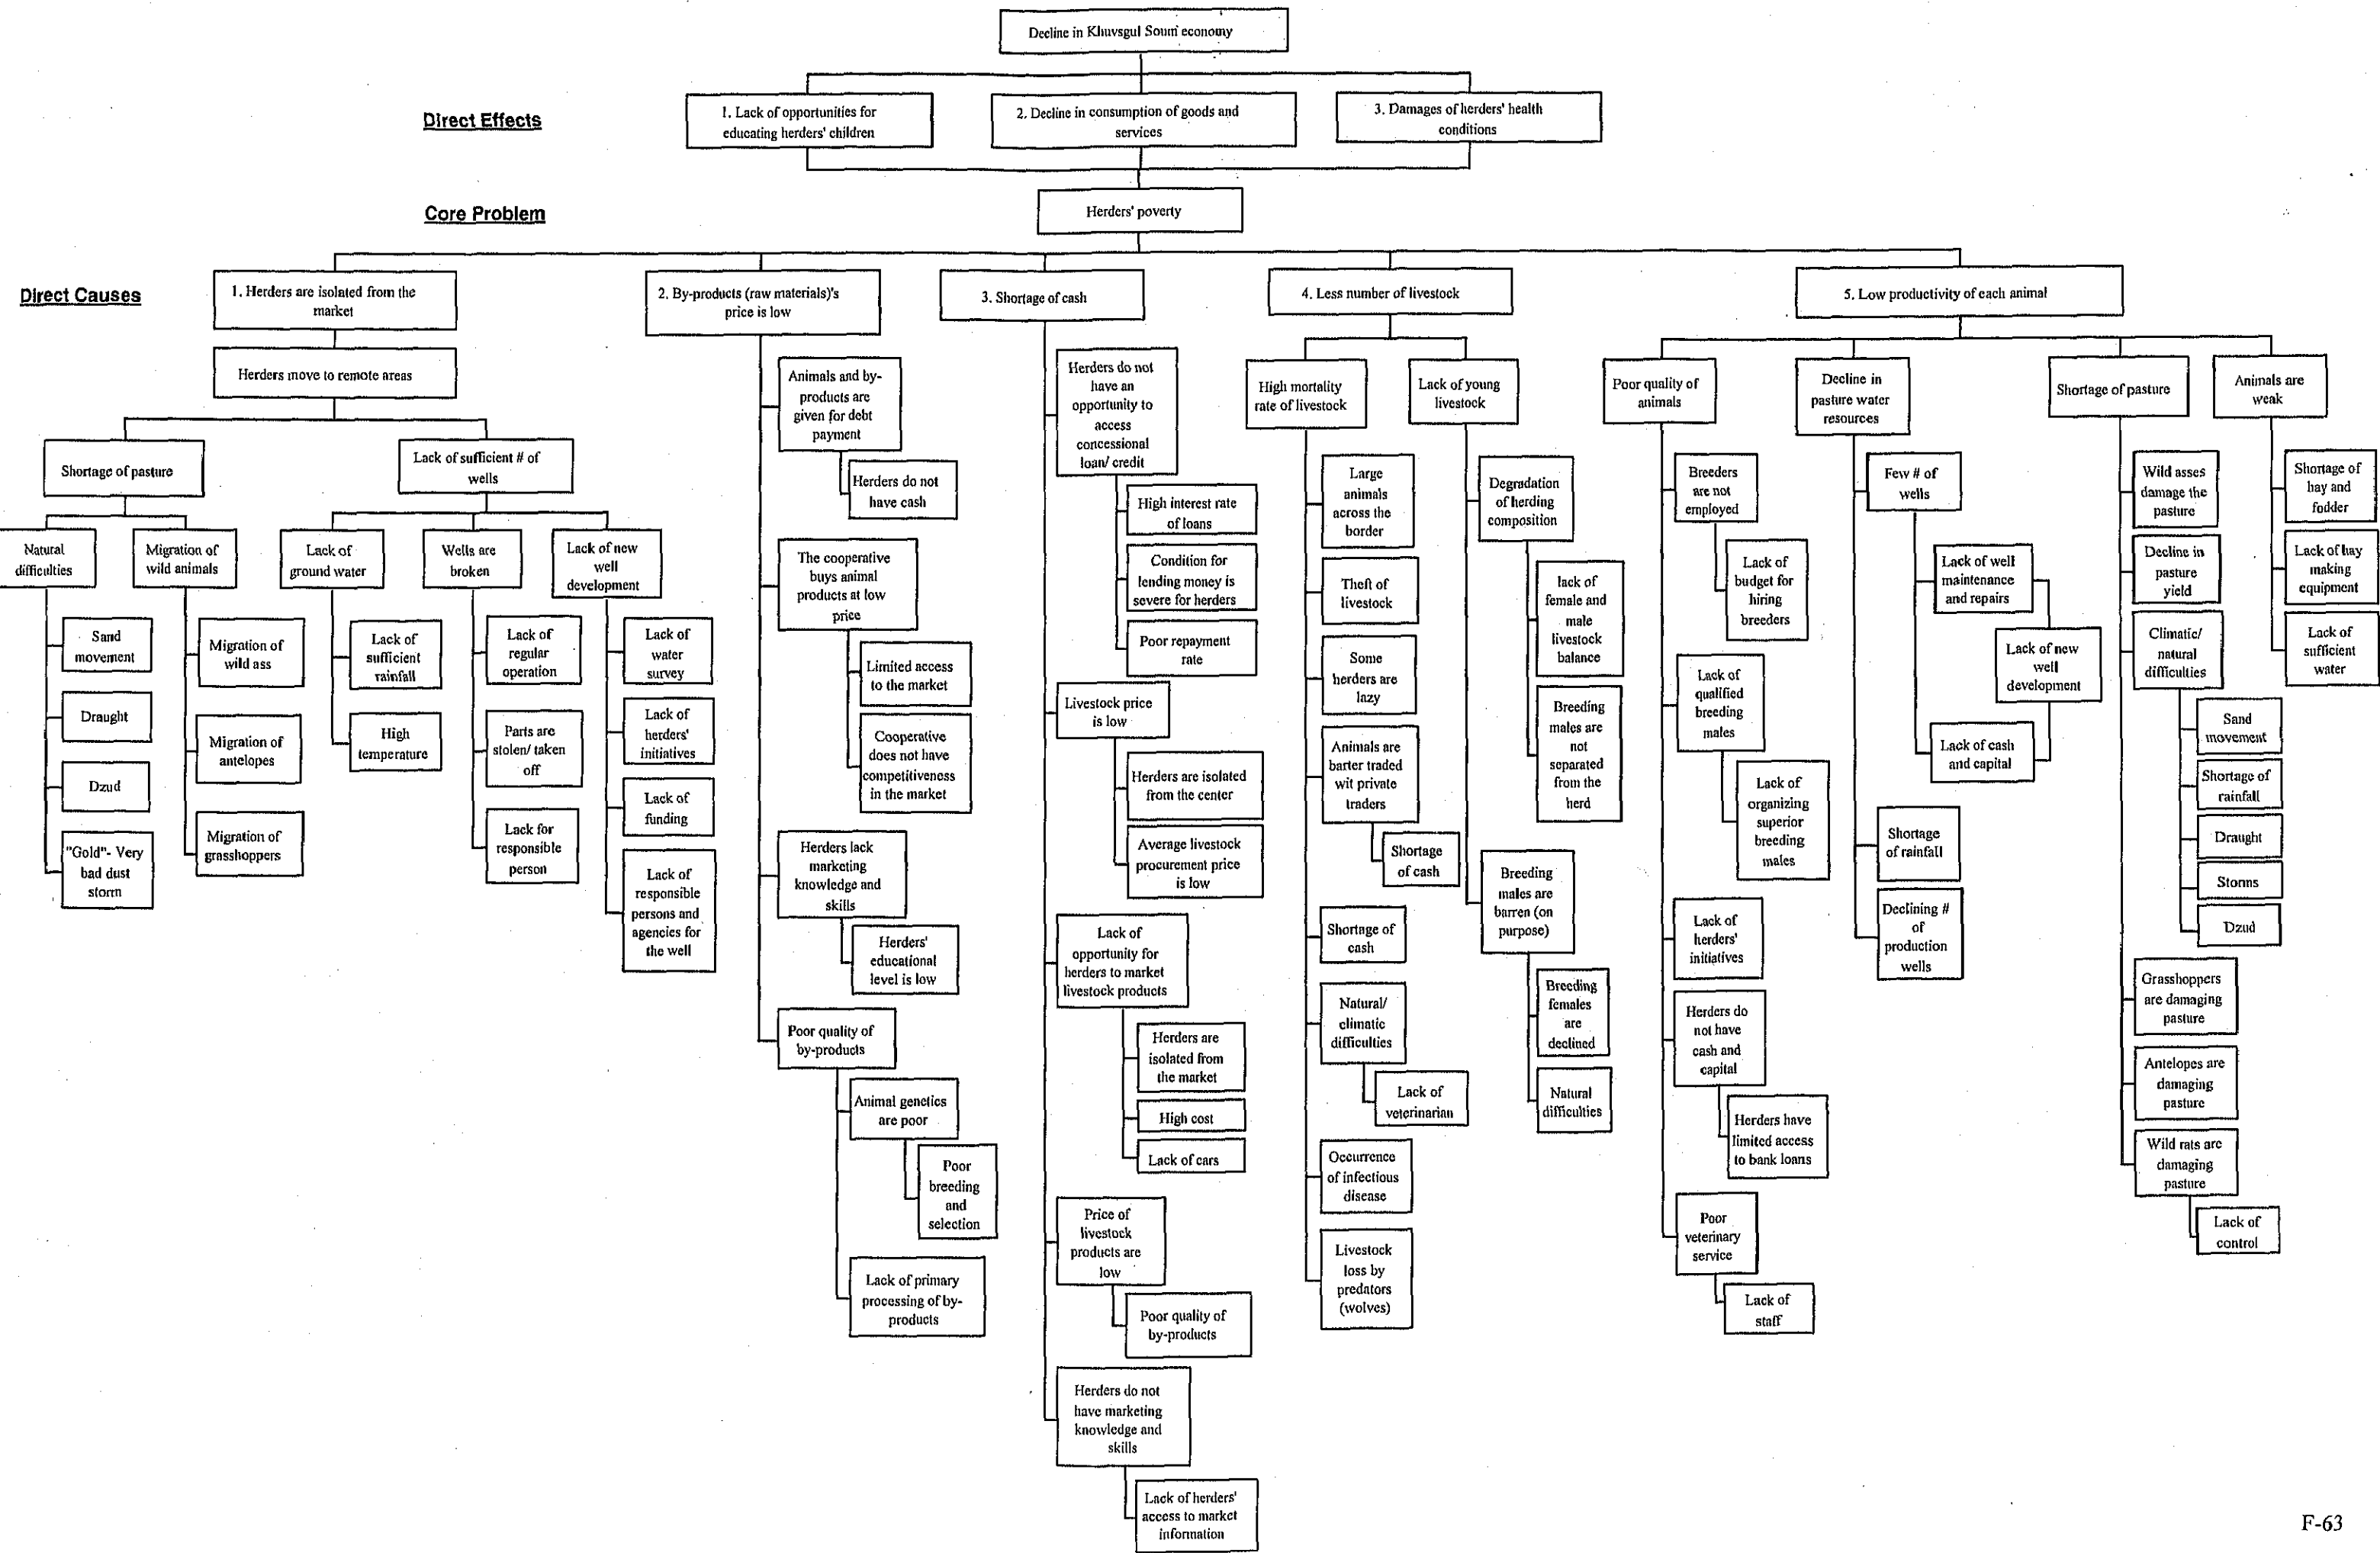 Decline in Khuvsgul Soum economy
Direct Effects
1. Lack of opportunities for
educating herders' children
2. Decline in consumption of goods and
services
3. Damages of herders' health
conditions
Core Problem
Herders' poverty
Direct Causes
1. Herders are isolated from the
market
Herders move to remote areas
Shortage of pasture
Natural
difficulties
Sand
movement
Draught
Dzud
"Gold"- Very
bad dust
storm
Migration of
wild animals
Migration of
wild ass
Migration of
antelopes
Migration of
grasshoppers
Lack of sufficient # of
wells
Lack of
ground water
Lack of
sufficient
rainfall
High
temperature
Wells are
broken
Lack of
regular
operation
Parts are
stolen/ taken
off
Lack for
responsible
person
Lack of new
well
development
Lack of
water
survey
Lack of
herders'
initiatives
Lack of
funding
Lack of
responsible
persons and
agencies for
the well
2. By-products (raw materials)'s
price is low
Animals and by-
products are
given for debt
payment
Herders do not
have cash
The cooperative
buys animal
products at low
price
Limited access
to the market
Cooperative
does not have
competitiveness
in the market
Herders lack
marketing
knowledge and
skills
Herders'
educational
level is low
Poor quality of
by-products
Animal genetics
are poor
Poor
breeding
and
selection
Lack of primary
processing of by-
products
3. Shortage of cash
Herders do not
have an
opportunity to
access
concessional
loan/ credit
High interest rate
of loans
Condition for
lending money is
severe for herders
Poor repayment
rate
Livestock price
is low
Herders are isolated
from the center
Average livestock
procurement price
is low
Lack of
opportunity for
herders to market
livestock products
Herders are
isolated from
the market
High cost
Lack of cars
Price of
livestock
products are
low
Poor quality of
by-products
Herders do not
have marketing
knowledge and
skills
Lack of herders'
access to market
information
4. Less number of livestock
High mortality
rate of livestock
Large
animals
across the
border
Theft of
livestock
Some
herders are
lazy
Animals are
barter traded
wit private
traders
Shortage
of cash
Shortage of
cash
Natural/
climatic
difficulties
Lack of
veterinarian
Occurrence
of infectious
disease
Livestock
loss by
predators
(wolves)
Lack of young
livestock
Degradation
of herding
composition
lack of
female and
male
livestock
balance
Breeding
males are
not
separated
from the
herd
Breeding
males are
barren (on
purpose)
Breeding
females
are
declined
Natural
difficulties
5. Low productivity of each animal
Poor quality of
animals
Breeders
are not
employed
Lack of
budget for
hiring
breeders
Lack of
qualified
breeding
males
Lack of
organizing
superior
breeding
males
Lack of
herders'
initiatives
Herders do
not have
cash and
capital
Herders have
limited access
to bank loans
Poor
veterinary
service
Lack of
staff
Decline in
pasture water
resources
Few # of
wells
Lack of well
maintenance
and repairs
Lack of new
well
development
Lack of cash
and capital
Shortage
of rainfall
Declining #
of
production
wells
Shortage of pasture
Wild asses
damage the
pasture
Decline in
pasture
yield
Climatic/
natural
difficulties
Sand
movement
Shortage of
rainfall
Draught
Storms
Dzud
Grasshoppers
are damaging
pasture
Antelopes are
damaging
pasture
Wild rats are
damaging
pasture
Lack of
control
Animals are
weak
Shortage of
hay and
fodder
Lack of hay
making
equipment
Lack of
sufficient
water
F-63